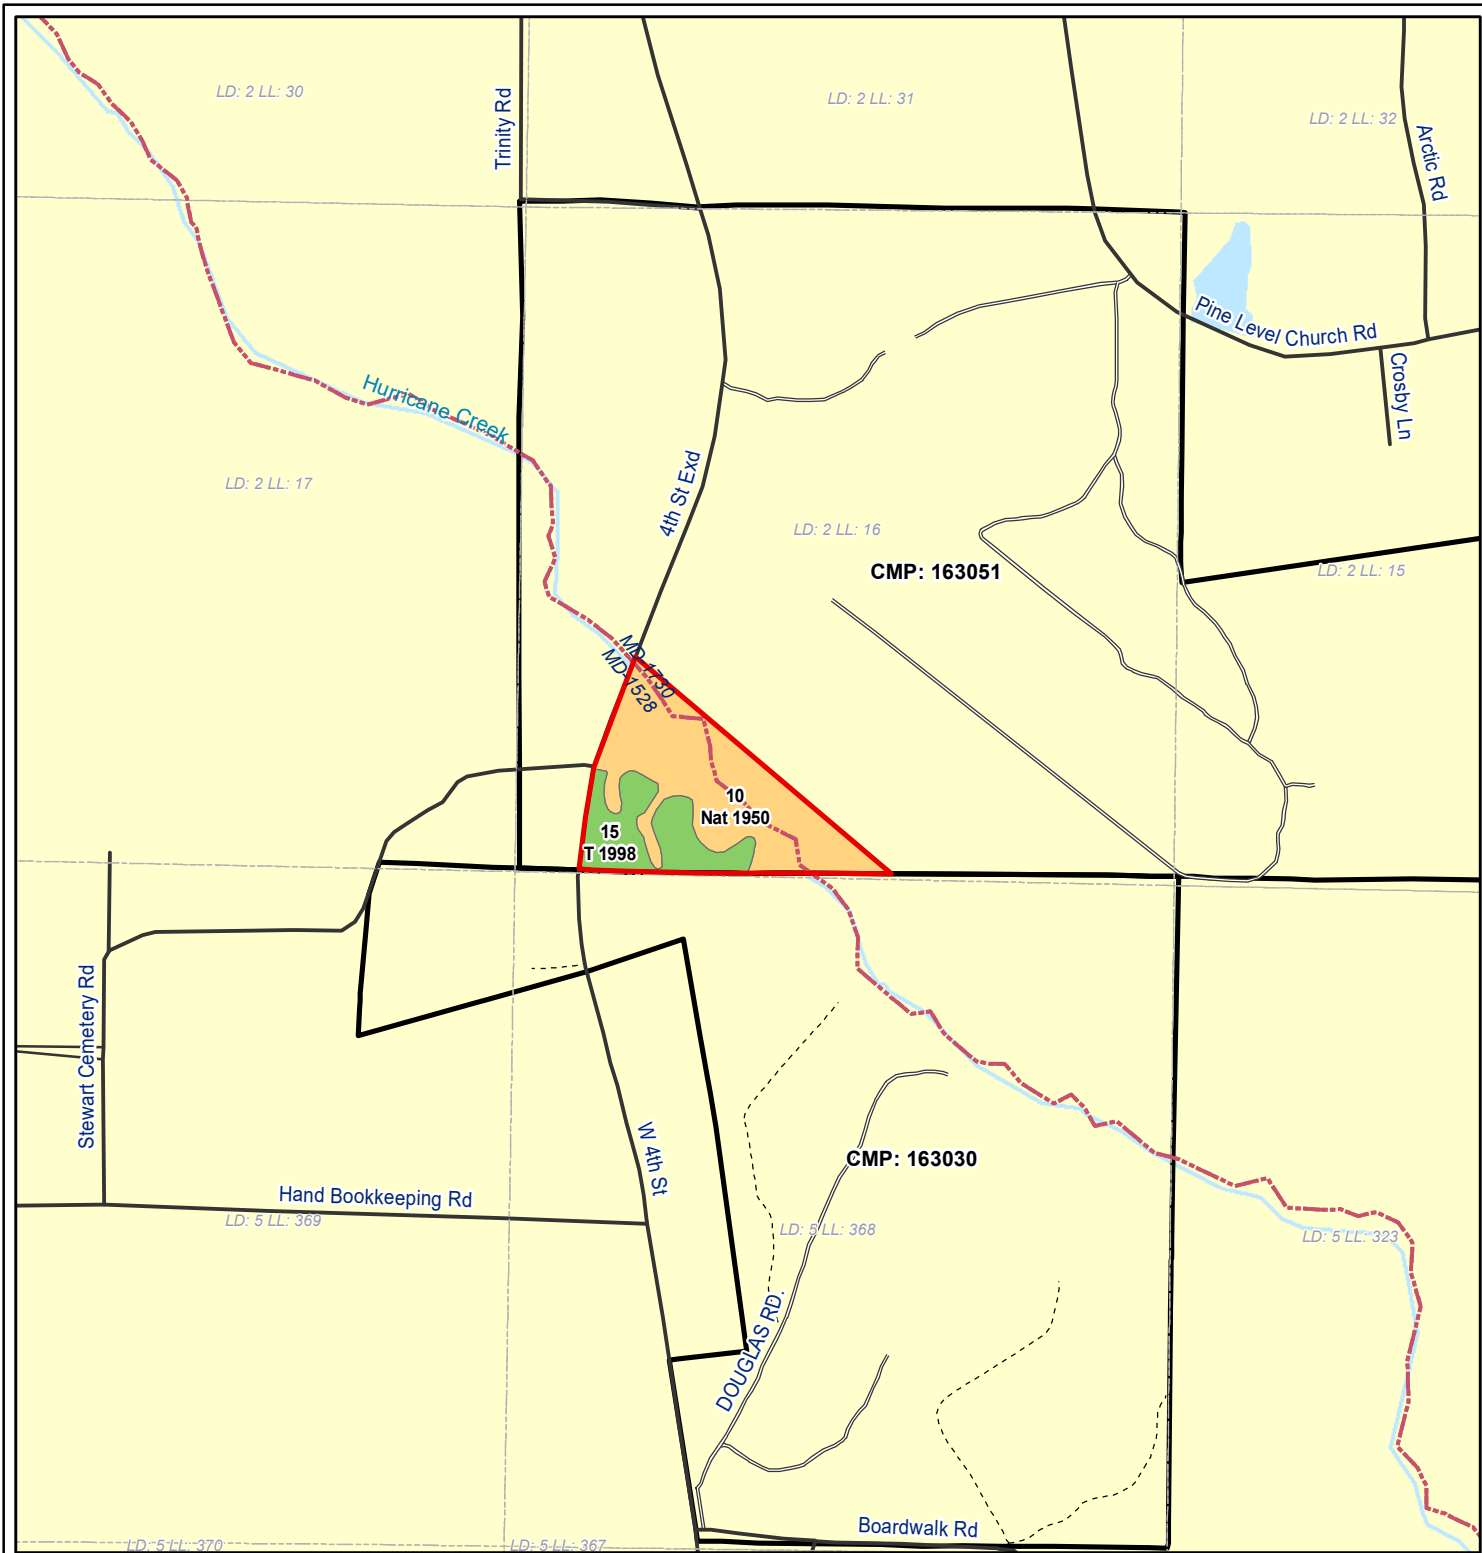 LD: 2 LL: 30
Trinity Rd
LD: 2 LL: 31
LD: 2 LL: 32
Arctic Rd
Pine Level Church Rd
Crosby Ln
Hurricane Creek
LD: 2 LL: 17
4th St Exd
LD: 2 LL: 16
CMP: 163051
LD: 2 LL: 15
MD-1730
MD-1528
10
Nat 1950
15
T 1998
Stewart Cemetery Rd
W 4th St
CMP: 163030
Hand Bookkeeping Rd
LD: 5 LL: 369
LD: 5 LL: 368
LD: 5 LL: 323
DOUGLAS RD.
Boardwalk Rd
LD: 5 LL: 370
LD: 5 LL: 367